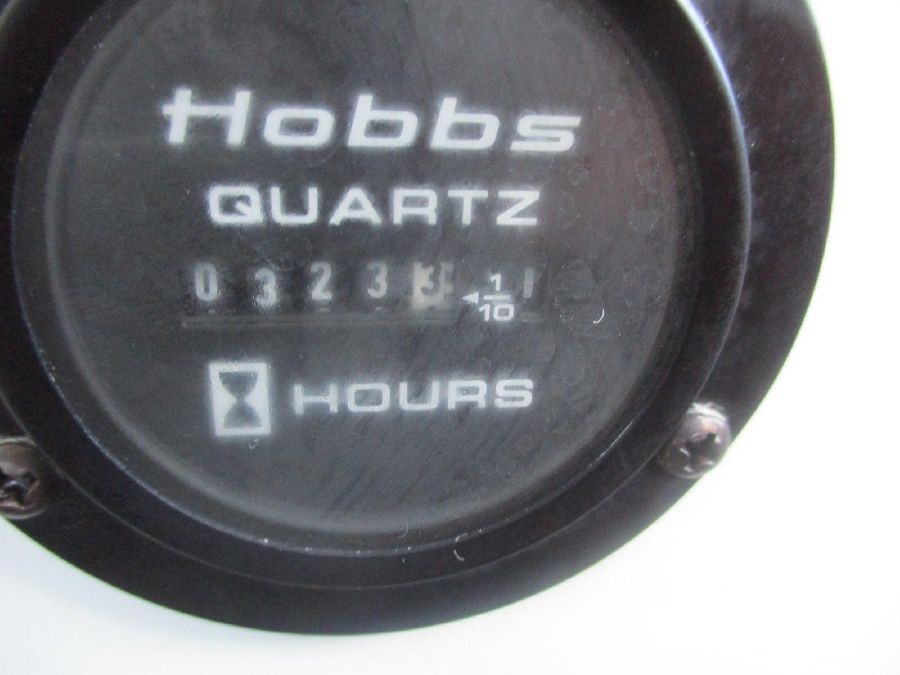 Hobbs
QUARTZ
0 3 2 3 3 ◄ 1/10
HOURS